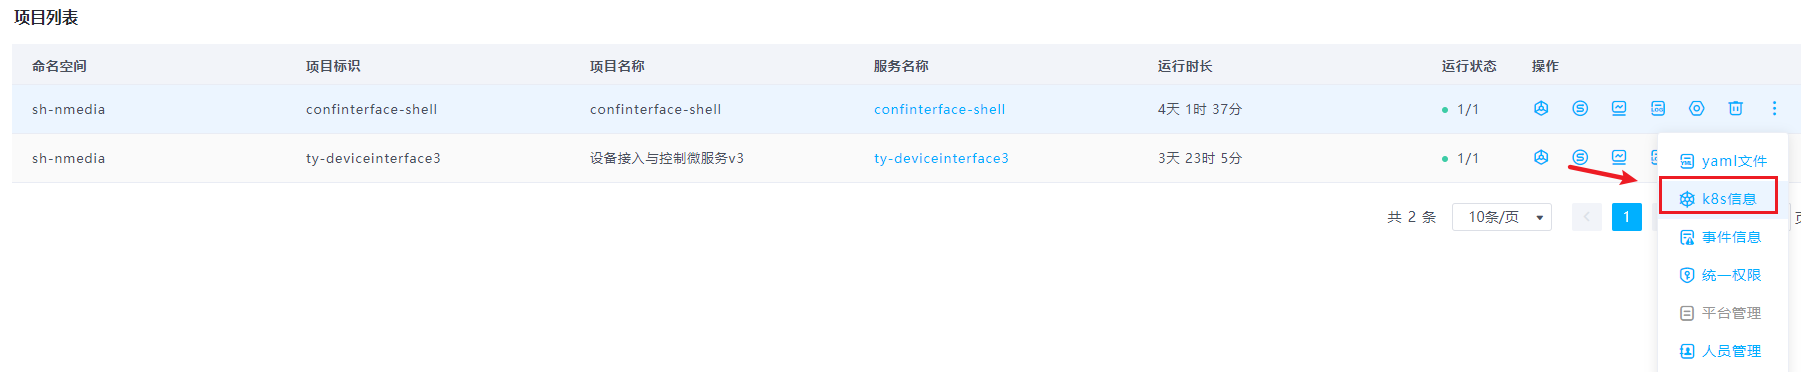 项目列表
命名空间 项目标识 项目名称 服务名称 运行时长 运行状态 操作
sh-nmedia confinterface-shell confinterface-shell confinterface-shell 4天 1时 37分 1/1
sh-nmedia ty-deviceinterface3 设备接入与控制微服务v3 ty-deviceinterface3 3天 23时 5分 1/1
yaml文件
k8s信息
事件信息
统一权限
平台管理
人员管理
共 2 条 10条/页 1